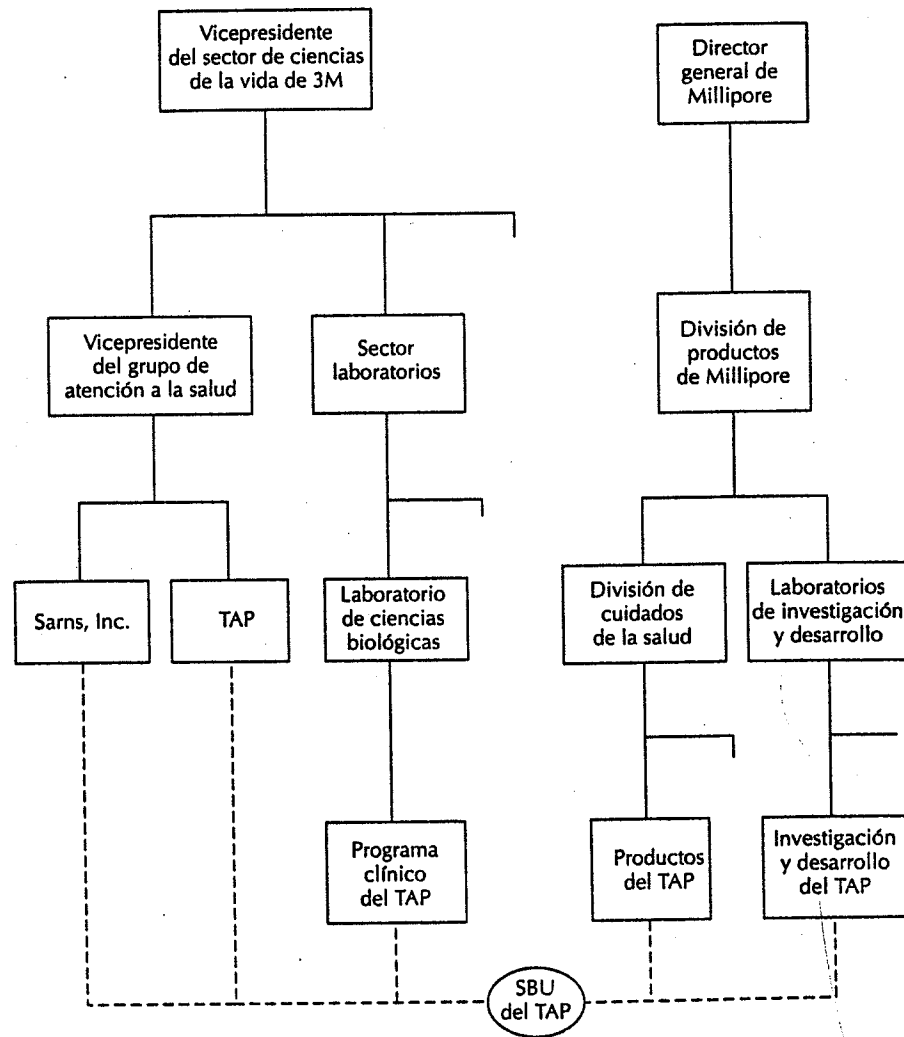 Vicepresidente
del sector de ciencias
de la vida de 3M
Director
general de
Millipore
Vicepresidente
del grupo de
atención a la salud
Sector
laboratorios
División de
productos
de Millipore
Sarns, Inc.
TAP
Laboratorio
de ciencias
biológicas
División de
cuidados
de la salud
Laboratorios
de investigación
y desarrollo
Programa
clínico
del TAP
Productos
del TAP
Investigación
y desarrollo
del TAP
SBU
del TAP